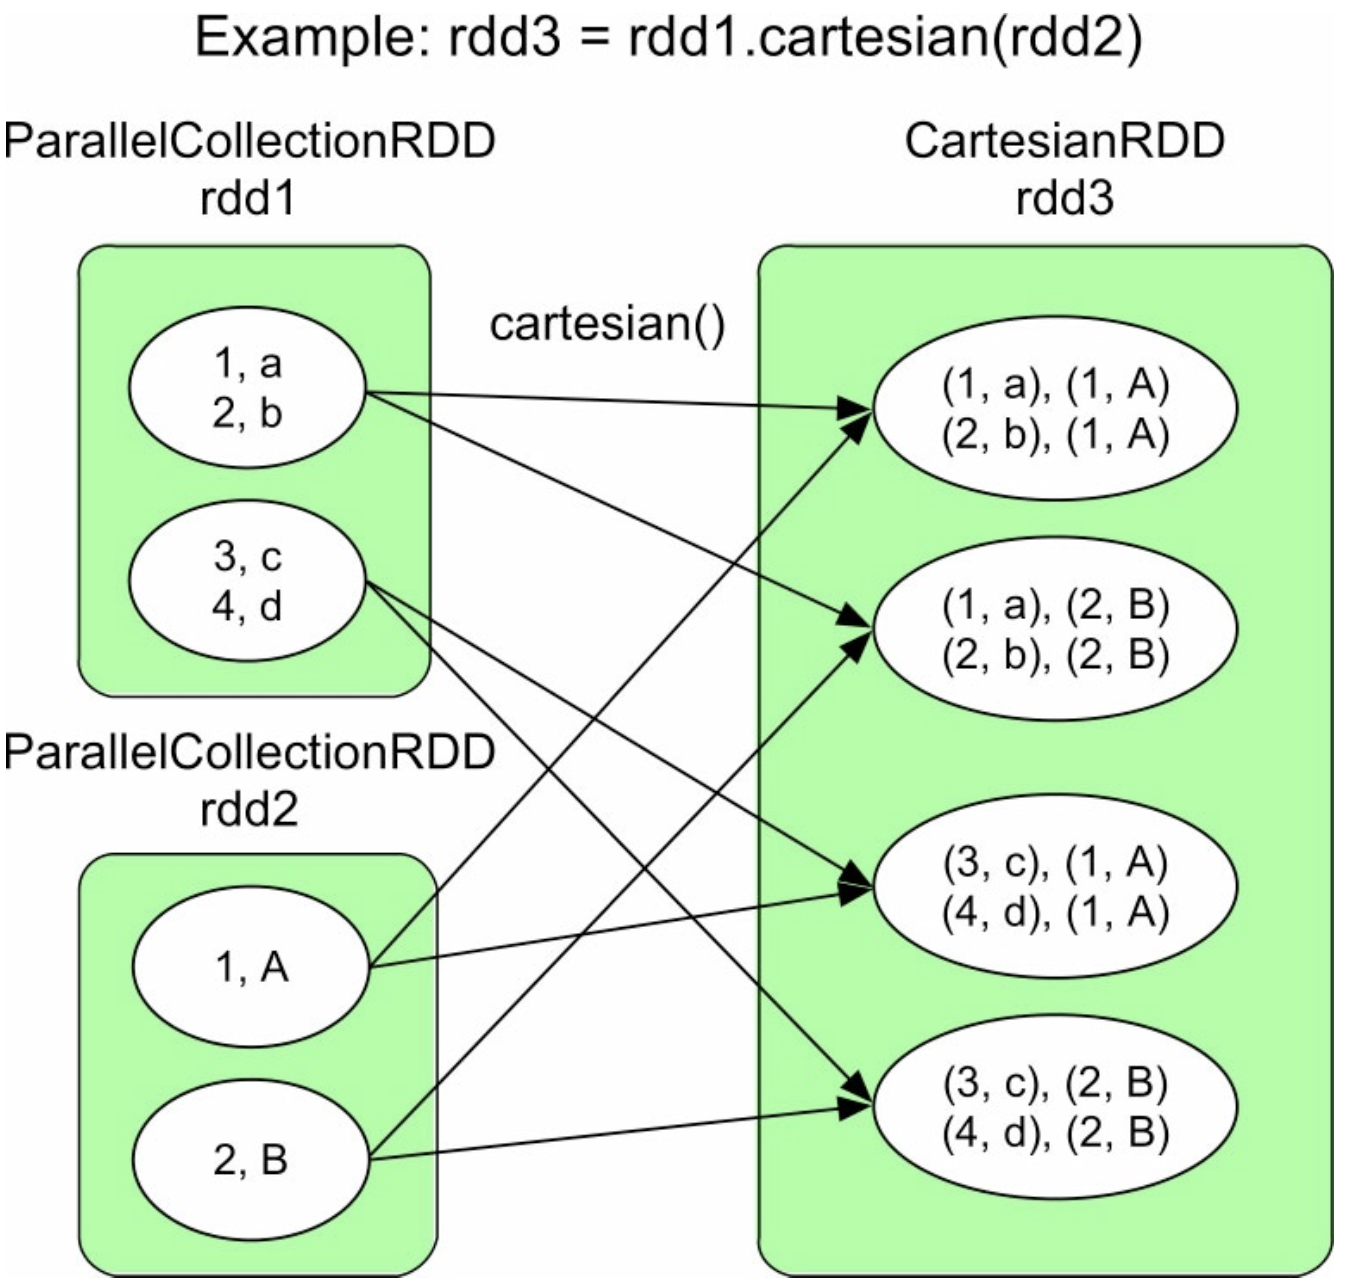 Example: rdd3 = rdd1.cartesian(rdd2)
ParallelCollectionRDD
rdd1
1, a
2, b
3, c
4, d
ParallelCollectionRDD
rdd2
1, A
2, B
cartesian()
CartesianRDD
rdd3
(1, a), (1, A)
(2, b), (1, A)
(1, a), (2, B)
(2, b), (2, B)
(3, c), (1, A)
(4, d), (1, A)
(3, c), (2, B)
(4, d), (2, B)